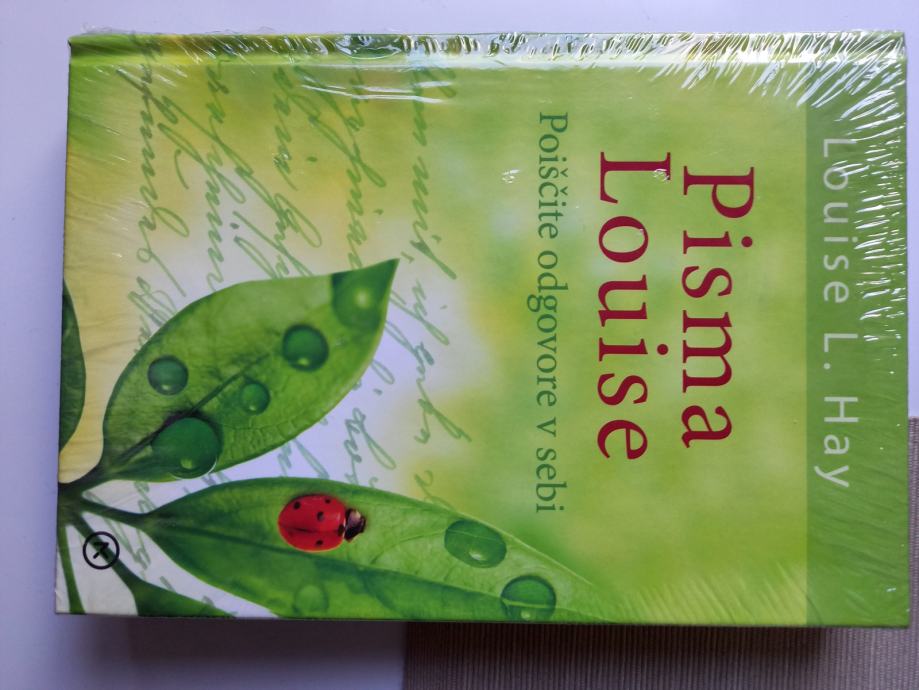 Louise L. Hay
Pisma
Louise
Poiščite odgovore v sebi